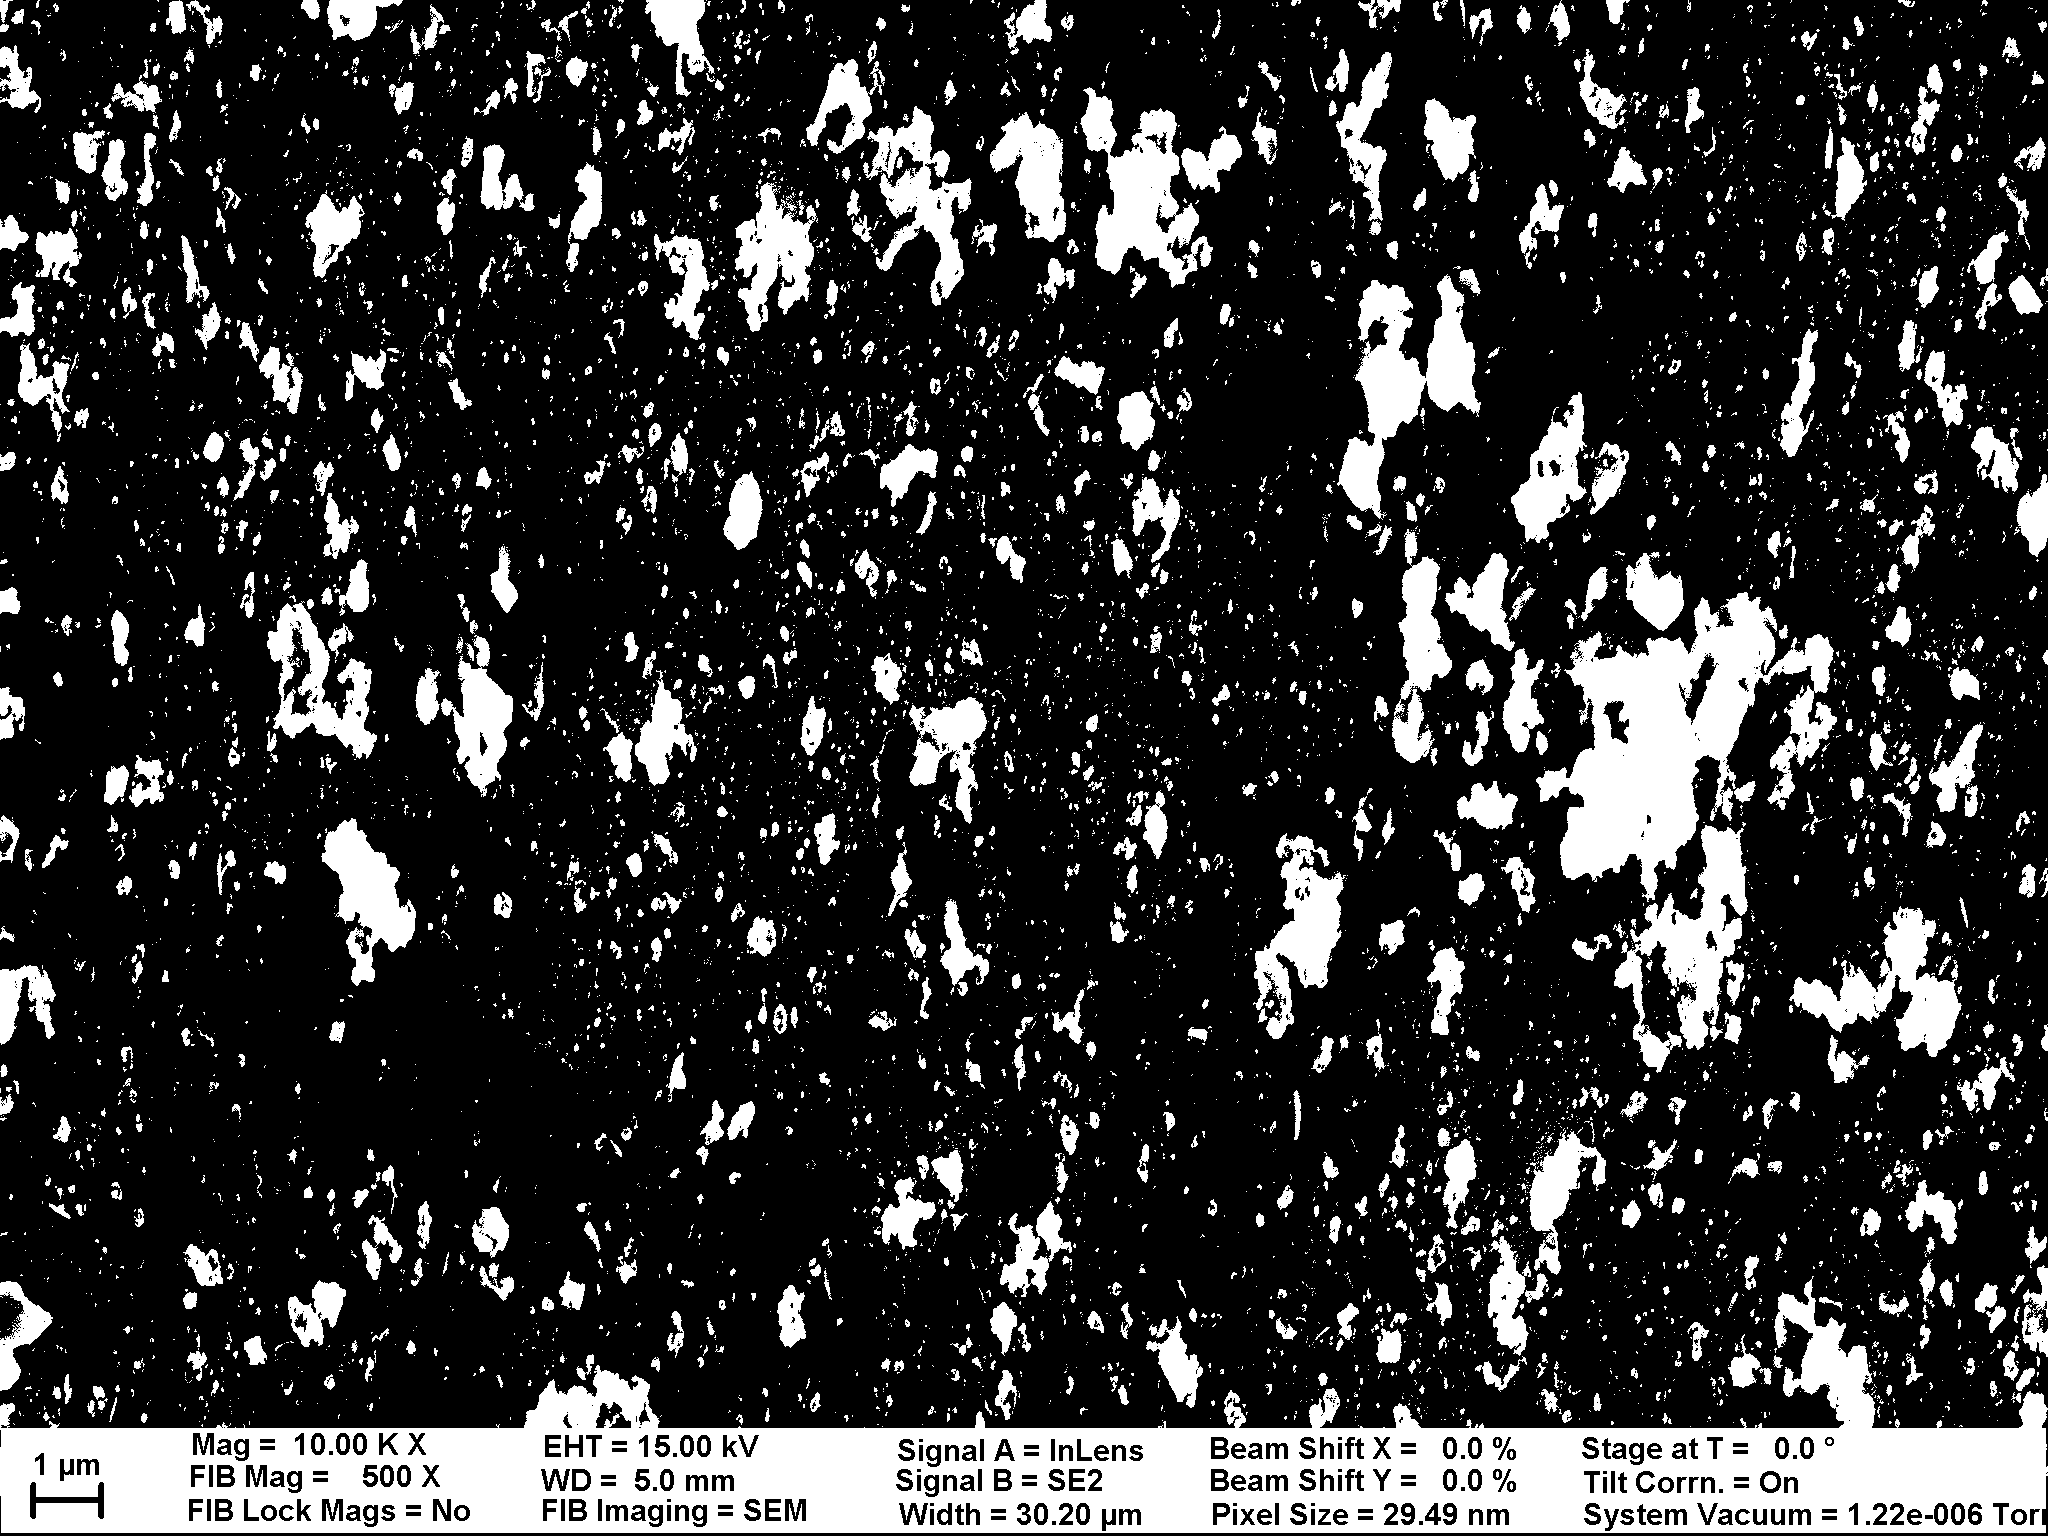 1 µm
Mag = 10.00 K X
FIB Mag = 500 X
FIB Lock Mags = No
EHT = 15.00 kV
WD = 5.0 mm
FIB Imaging = SEM
Signal A = InLens
Signal B = SE2
Width = 30.20 µm
Beam Shift X = 0.0 %
Beam Shift Y = 0.0 %
Pixel Size = 29.49 nm
Stage at T = 0.0 °
Tilt Corrn. = On
System Vacuum = 1.22e-006 Torr